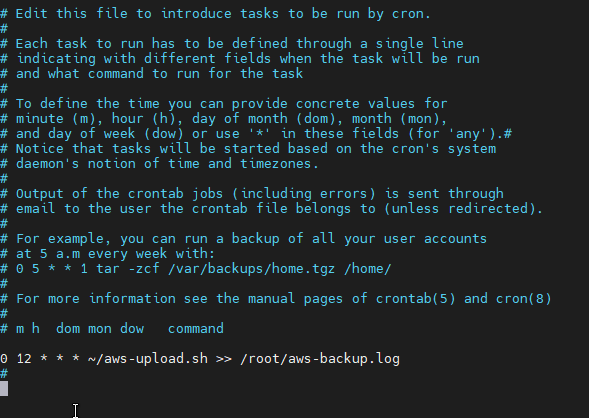 # Edit this file to introduce tasks to be run by cron.
#
# Each task to run has to be defined through a single line
# indicating with different fields when the task will be run
# and what command to run for the task
#
# To define the time you can provide concrete values for
# minute (m), hour (h), day of month (dom), month (mon),
# and day of week (dow) or use '*' in these fields (for 'any').#
# Notice that tasks will be started based on the cron's system
# daemon's notion of time and timezones.
#
# Output of the crontab jobs (including errors) is sent through
# email to the user the crontab file belongs to (unless redirected).
#
# For example, you can run a backup of all your user accounts
# at 5 a.m every week with:
# 0 5 * * 1 tar -zcf /var/backups/home.tgz /home/
#
# For more information see the manual pages of crontab(5) and cron(8)
#
# m h  dom mon dow   command

0 12 * * * ~/aws-upload.sh >> /root/aws-backup.log
#